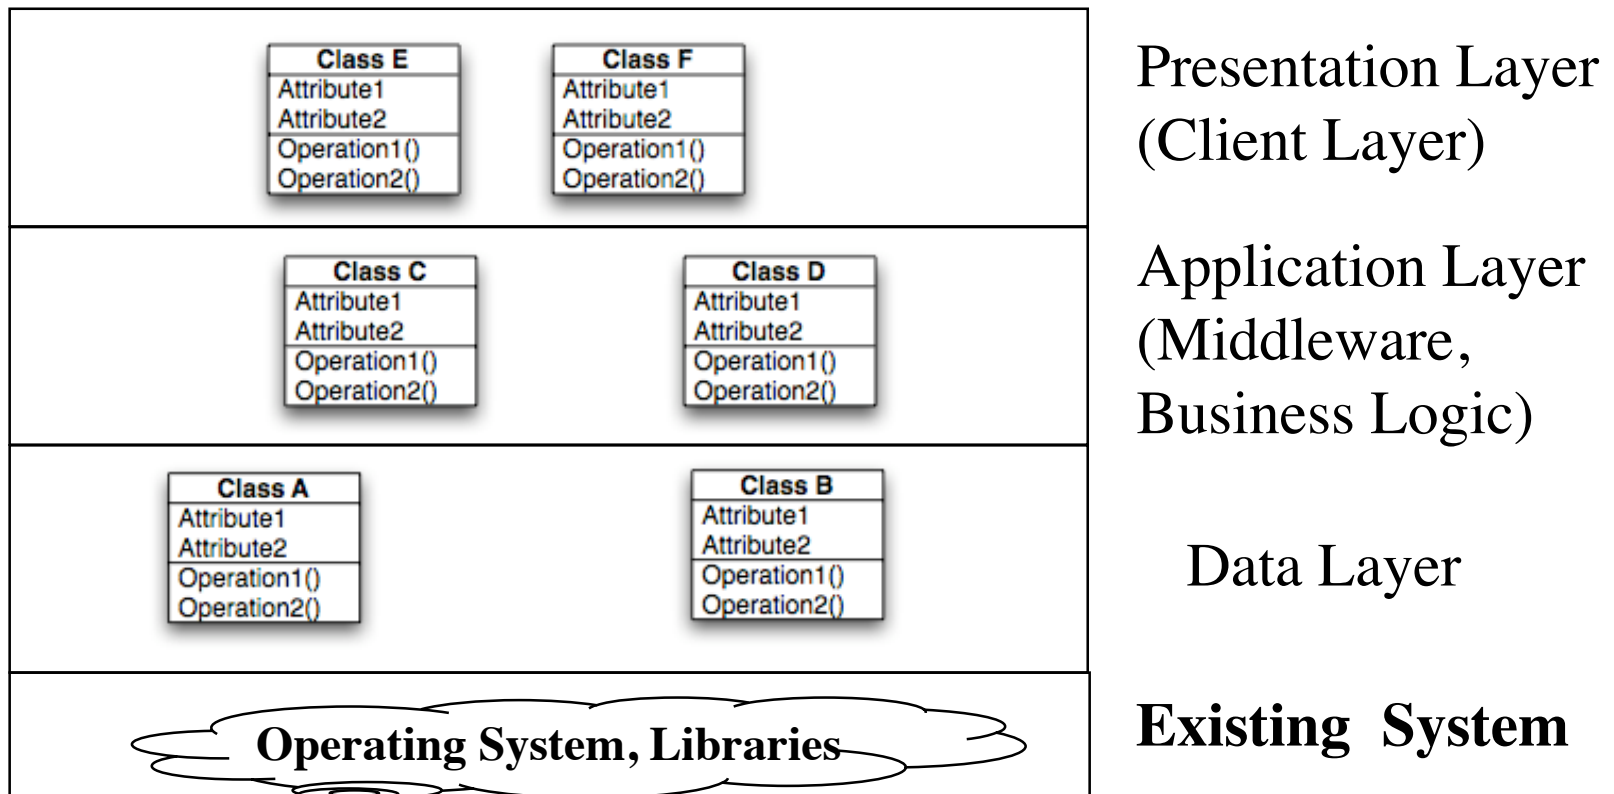 Class E
Attribute1
Attribute2
Operation1()
Operation2()
Class F
Attribute1
Attribute2
Operation1()
Operation2()
Presentation Layer
(Client Layer)
Class C
Attribute1
Attribute2
Operation1()
Operation2()
Class D
Attribute1
Attribute2
Operation1()
Operation2()
Application Layer
(Middleware,
Business Logic)
Class A
Attribute1
Attribute2
Operation1()
Operation2()
Class B
Attribute1
Attribute2
Operation1()
Operation2()
Data Layer
Operating System, Libraries
Existing System